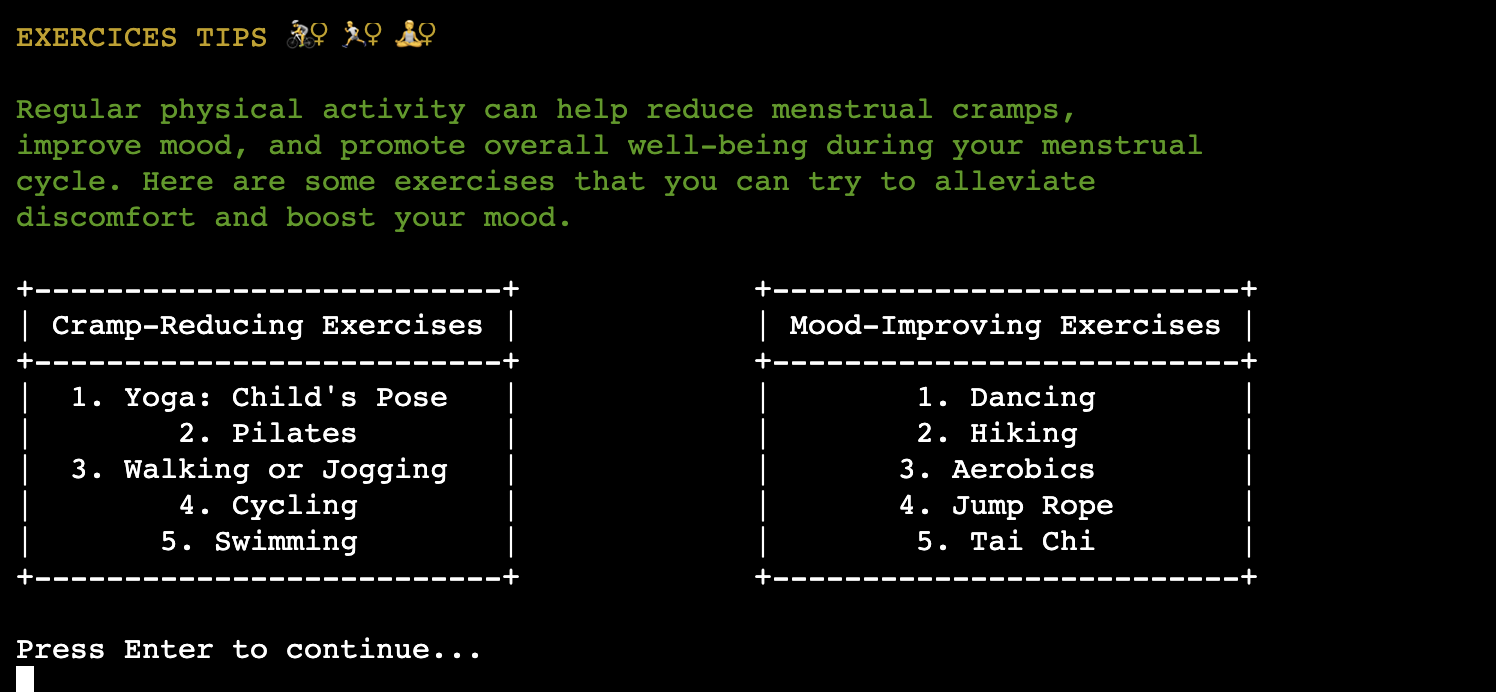 EXERCICES TIPS 🚴♀ 🏃♀ 🧘♀
Regular physical activity can help reduce menstrual cramps,
improve mood, and promote overall well-being during your menstrual
cycle. Here are some exercises that you can try to alleviate
discomfort and boost your mood.
+--------------------------+ +--------------------------+
| Cramp-Reducing Exercises | | Mood-Improving Exercises |
+--------------------------+ +--------------------------+
| 1. Yoga: Child's Pose | | 1. Dancing |
| 2. Pilates | | 2. Hiking |
| 3. Walking or Jogging | | 3. Aerobics |
| 4. Cycling | | 4. Jump Rope |
| 5. Swimming | | 5. Tai Chi |
+--------------------------+ +--------------------------+
Press Enter to continue...